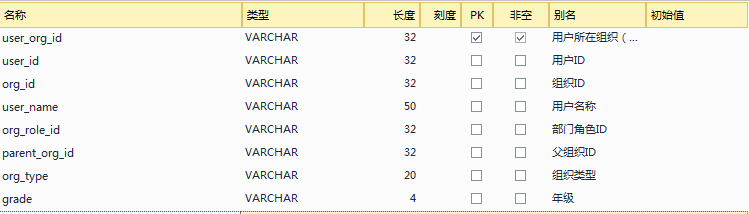 名称 类型 长度 刻度 PK 非空 别名 初始值
user_org_id VARCHAR 32 用户所在组织（...
user_id VARCHAR 32 用户ID
org_id VARCHAR 32 组织ID
user_name VARCHAR 50 用户名称
org_role_id VARCHAR 32 部门角色ID
parent_org_id VARCHAR 32 父组织ID
org_type VARCHAR 20 组织类型
grade VARCHAR 4 年级